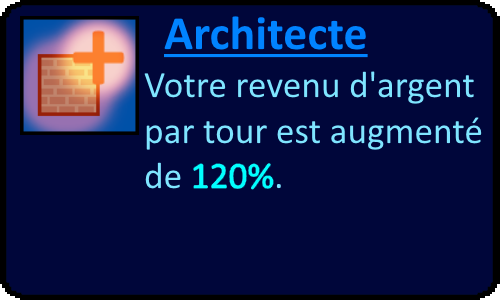 Architecte
Votre revenu d'argent
par tour est augmenté
de 120%.